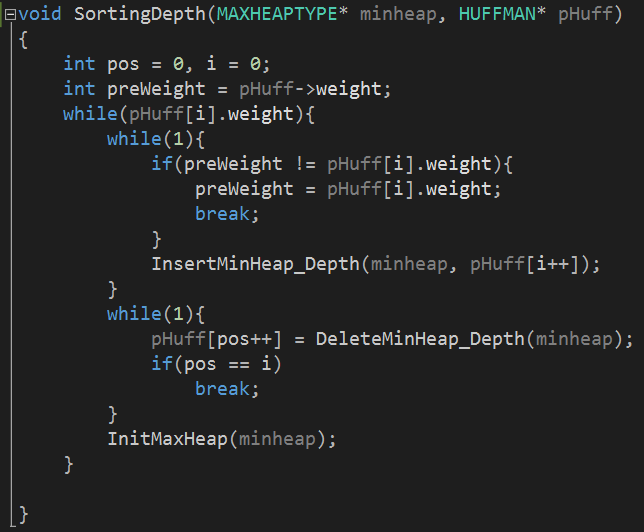 void SortingDepth(MAXHEAPTYPE* minheap, HUFFMAN* pHuff)
{
    int pos = 0, i = 0;
    int preWeight = pHuff->weight;
    while(pHuff[i].weight){
        while(1){
            if(preWeight != pHuff[i].weight){
                preWeight = pHuff[i].weight;
                break;
            }
            InsertMinHeap_Depth(minheap, pHuff[i++]);
        }
        while(1){
            pHuff[pos++] = DeleteMinHeap_Depth(minheap);
            if(pos == i)
                break;
        }
        InitMaxHeap(minheap);
    }

}